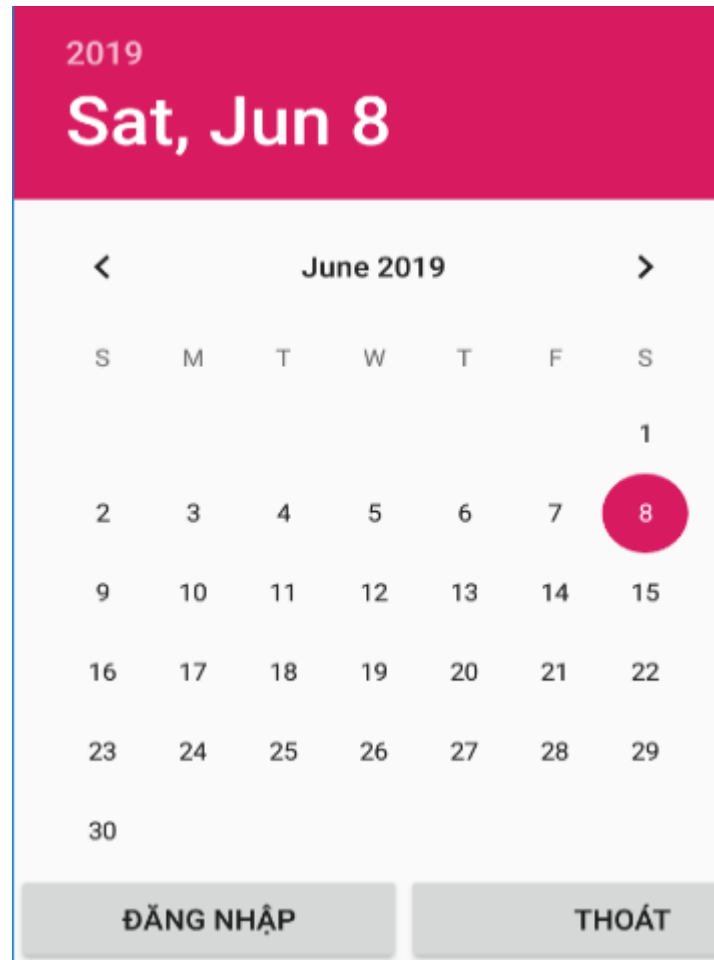 2019
Sat, Jun 8
June 2019
S M T W T F S
1
2 3 4 5 6 7 8
9 10 11 12 13 14 15
16 17 18 19 20 21 22
23 24 25 26 27 28 29
30
ĐĂNG NHẬP THOÁT